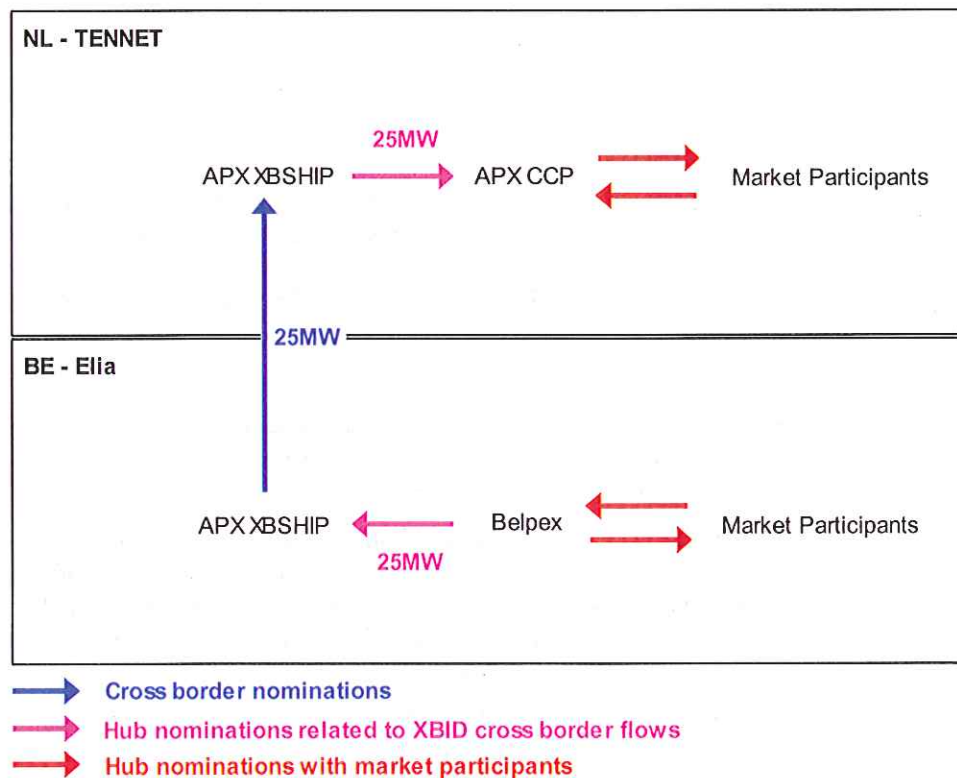 NL - TENNET
25MW
APX XBSHIP
APX CCP
Market Participants
25MW
BE - Elia
APX XBSHIP
Belpex
Market Participants
25MW
Cross border nominations
Hub nominations related to XBID cross border flows
Hub nominations with market participants